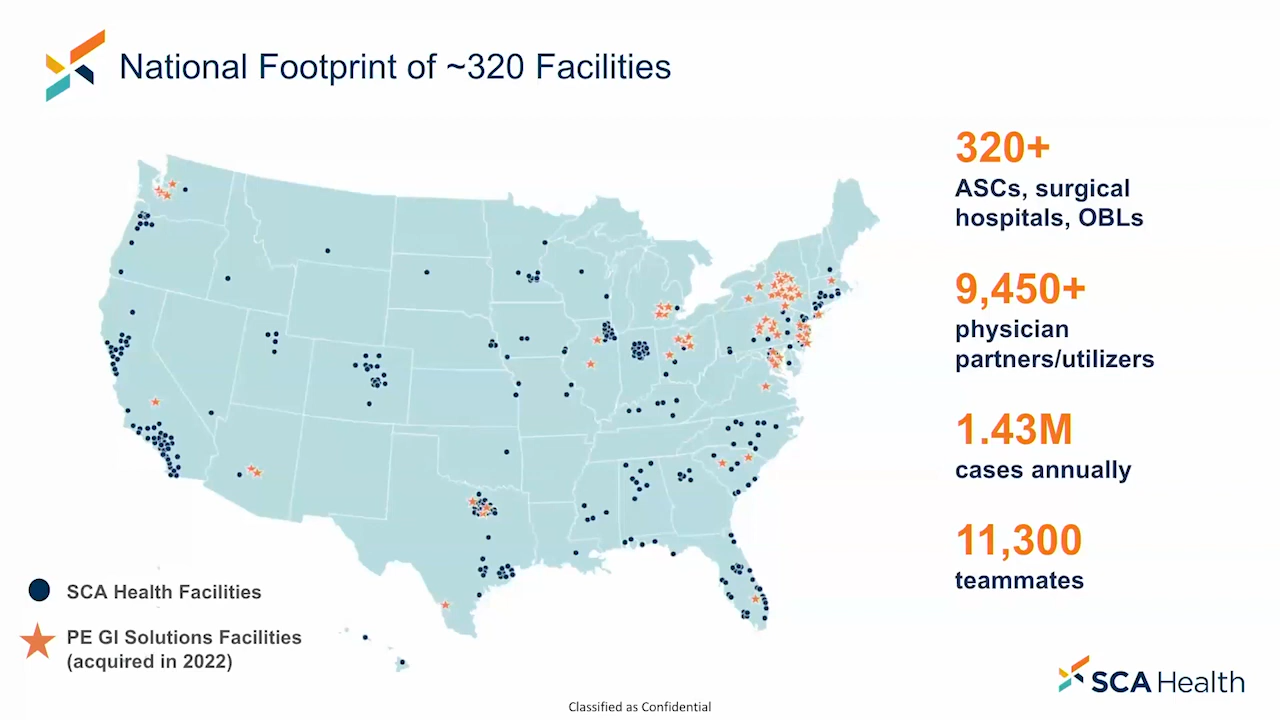 National Footprint of ~320 Facilities
320+
ASCs, surgical
hospitals, OBLs
9,450+
physician
partners/utilizers
1.43M
cases annually
11,300
teammates
SCA Health Facilities
PE GI Solutions Facilities
(acquired in 2022)
SCA Health
Classified as Confidential